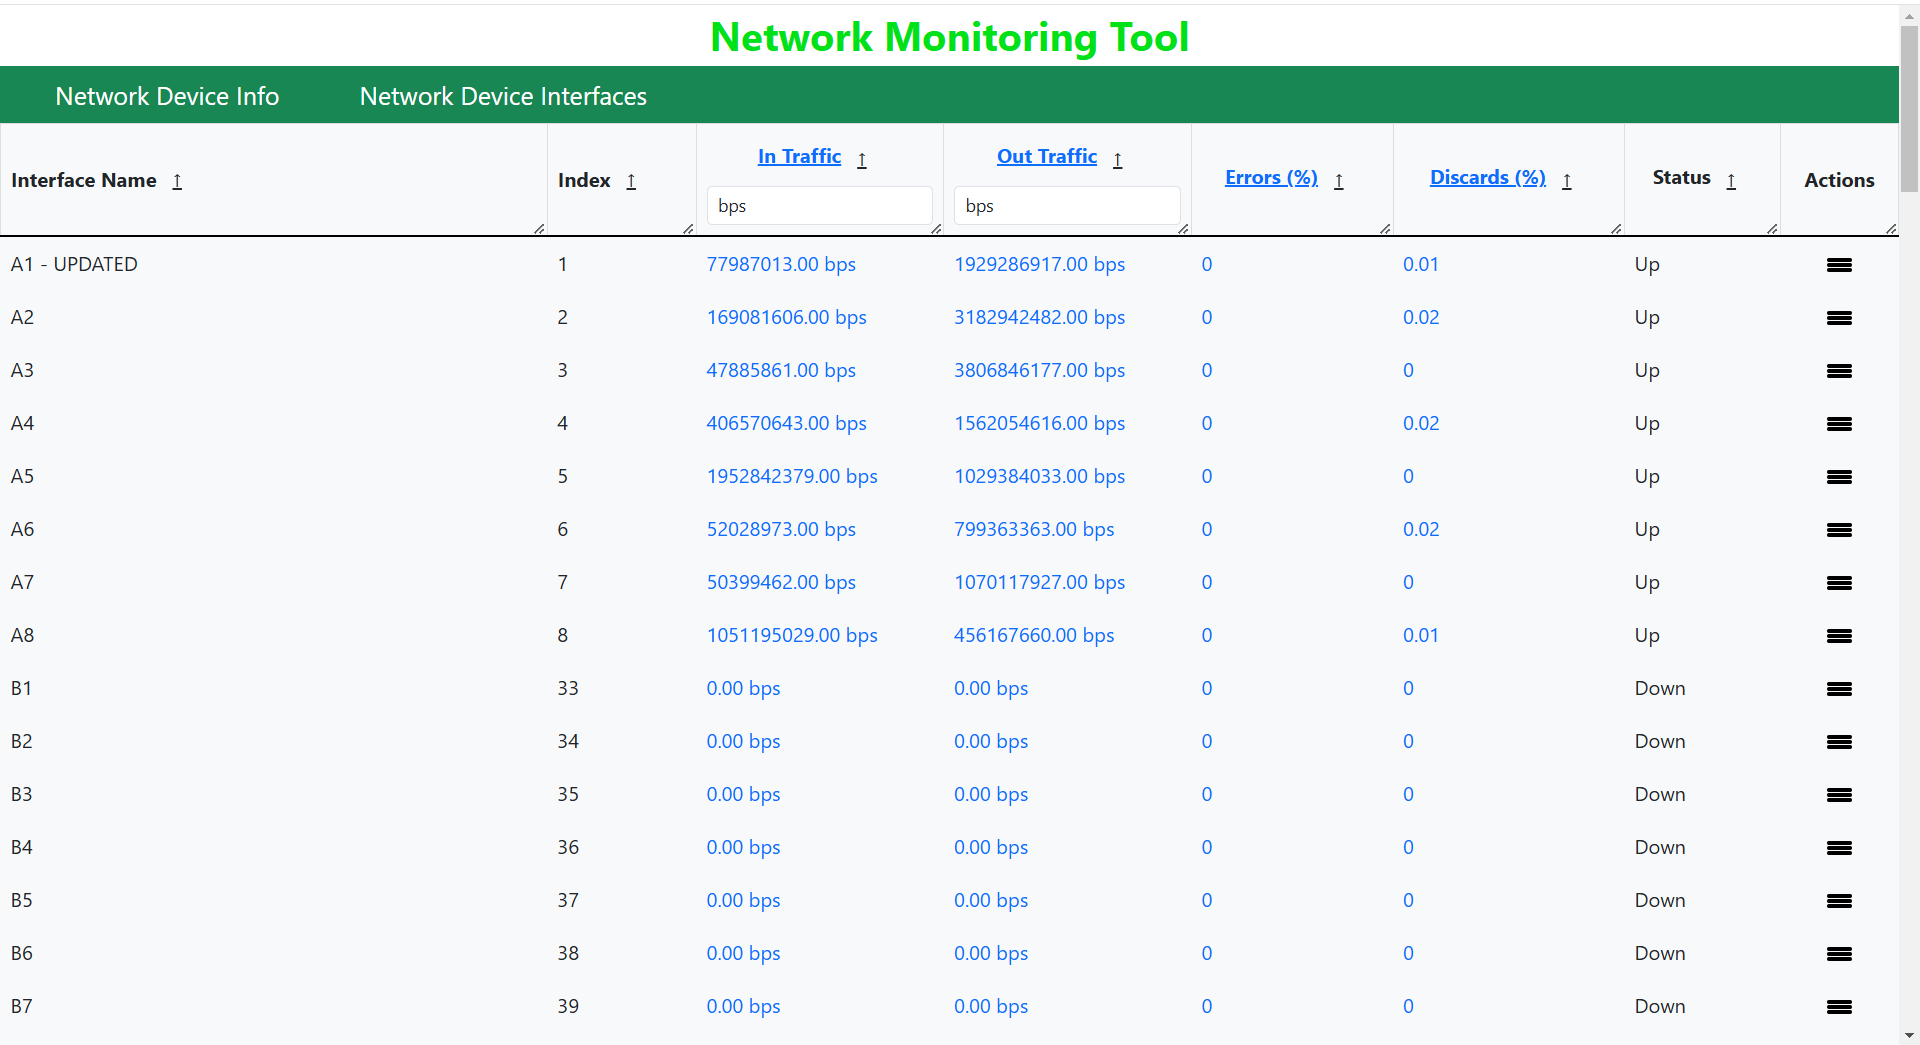 Network Monitoring Tool
Network Device Info Network Device Interfaces
Interface Name ↑ Index ↑ In Traffic ↑ Out Traffic ↑ Errors (%) ↑ Discards (%) ↑ Status ↑ Actions
bps bps
A1 - UPDATED 1 77987013.00 bps 1929286917.00 bps 0 0.01 Up
A2 2 169081606.00 bps 3182942482.00 bps 0 0.02 Up
A3 3 47885861.00 bps 3806846177.00 bps 0 0 Up
A4 4 406570643.00 bps 1562054616.00 bps 0 0.02 Up
A5 5 1952842379.00 bps 1029384033.00 bps 0 0 Up
A6 6 52028973.00 bps 799363363.00 bps 0 0.02 Up
A7 7 50399462.00 bps 1070117927.00 bps 0 0 Up
A8 8 1051195029.00 bps 456167660.00 bps 0 0.01 Up
B1 33 0.00 bps 0.00 bps 0 0 Down
B2 34 0.00 bps 0.00 bps 0 0 Down
B3 35 0.00 bps 0.00 bps 0 0 Down
B4 36 0.00 bps 0.00 bps 0 0 Down
B5 37 0.00 bps 0.00 bps 0 0 Down
B6 38 0.00 bps 0.00 bps 0 0 Down
B7 39 0.00 bps 0.00 bps 0 0 Down